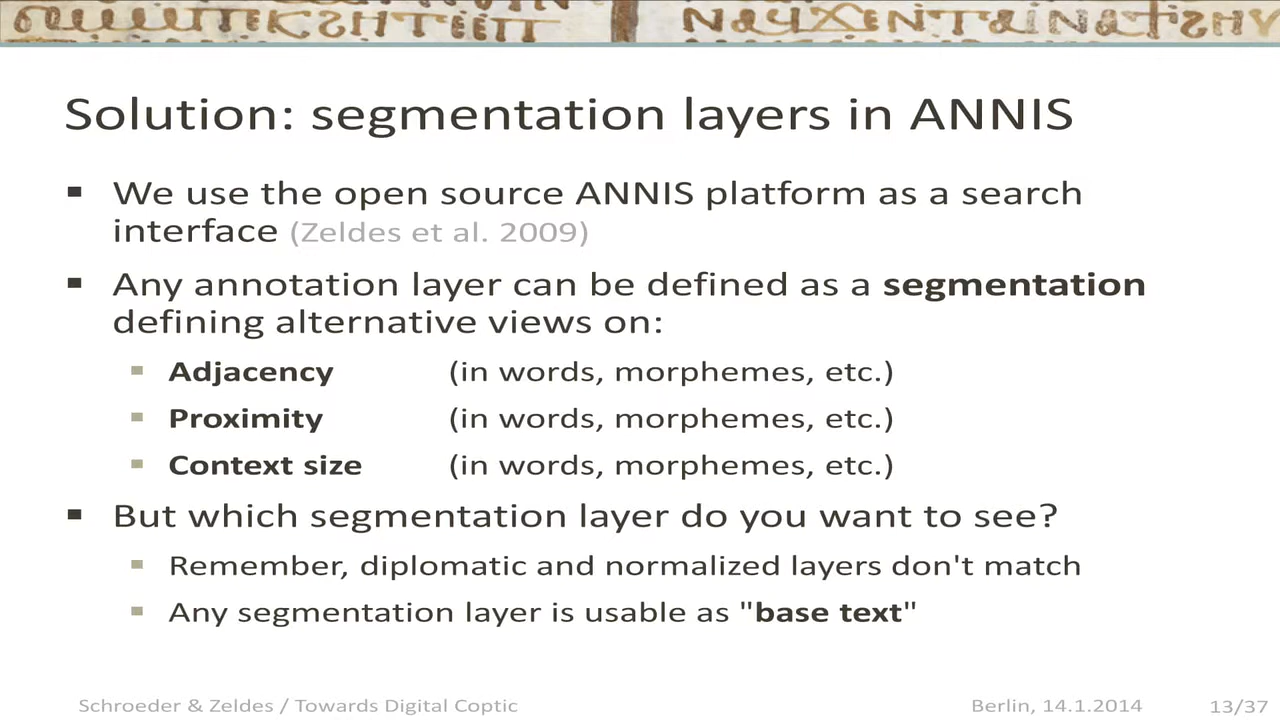 Solution: segmentation layers in ANNIS
▪ We use the open source ANNIS platform as a search
interface (Zeldes et al. 2009)
▪ Any annotation layer can be defined as a segmentation
defining alternative views on:
▪ Adjacency (in words, morphemes, etc.)
▪ Proximity (in words, morphemes, etc.)
▪ Context size (in words, morphemes, etc.)
▪ But which segmentation layer do you want to see?
▪ Remember, diplomatic and normalized layers don't match
▪ Any segmentation layer is usable as "base text"
Schroeder & Zeldes / Towards Digital Coptic Berlin, 14.1.2014 13/37